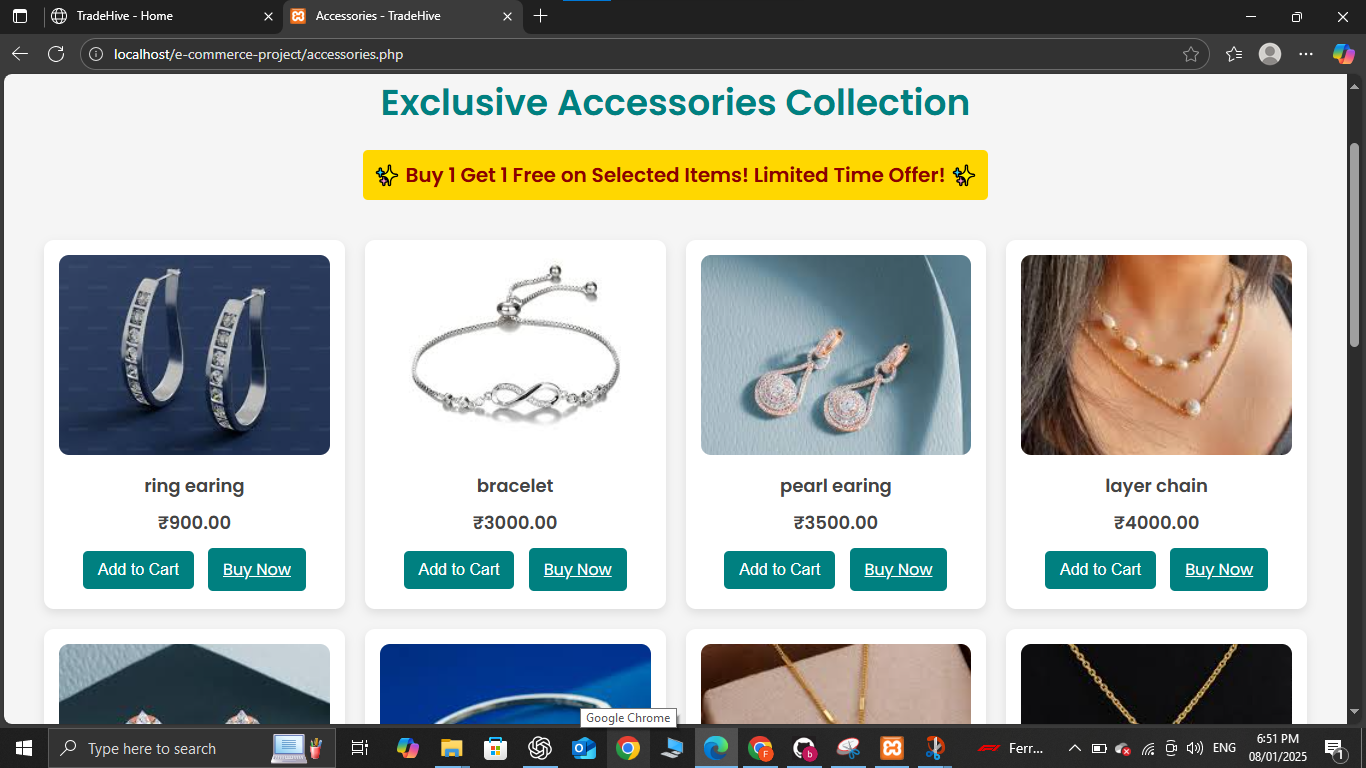 TradeHive - Home
Accessories - TradeHive
localhost/e-commerce-project/accessories.php
Exclusive Accessories Collection
✨ Buy 1 Get 1 Free on Selected Items! Limited Time Offer! ✨
ring earing
bracelet
pearl earing
layer chain
₹900.00
₹3000.00
₹3500.00
₹4000.00
Add to Cart Buy Now
Add to Cart Buy Now
Add to Cart Buy Now
Add to Cart Buy Now
Google Chrome
Type here to search
Ferr...
ENG
6:51 PM
08/01/2025
1